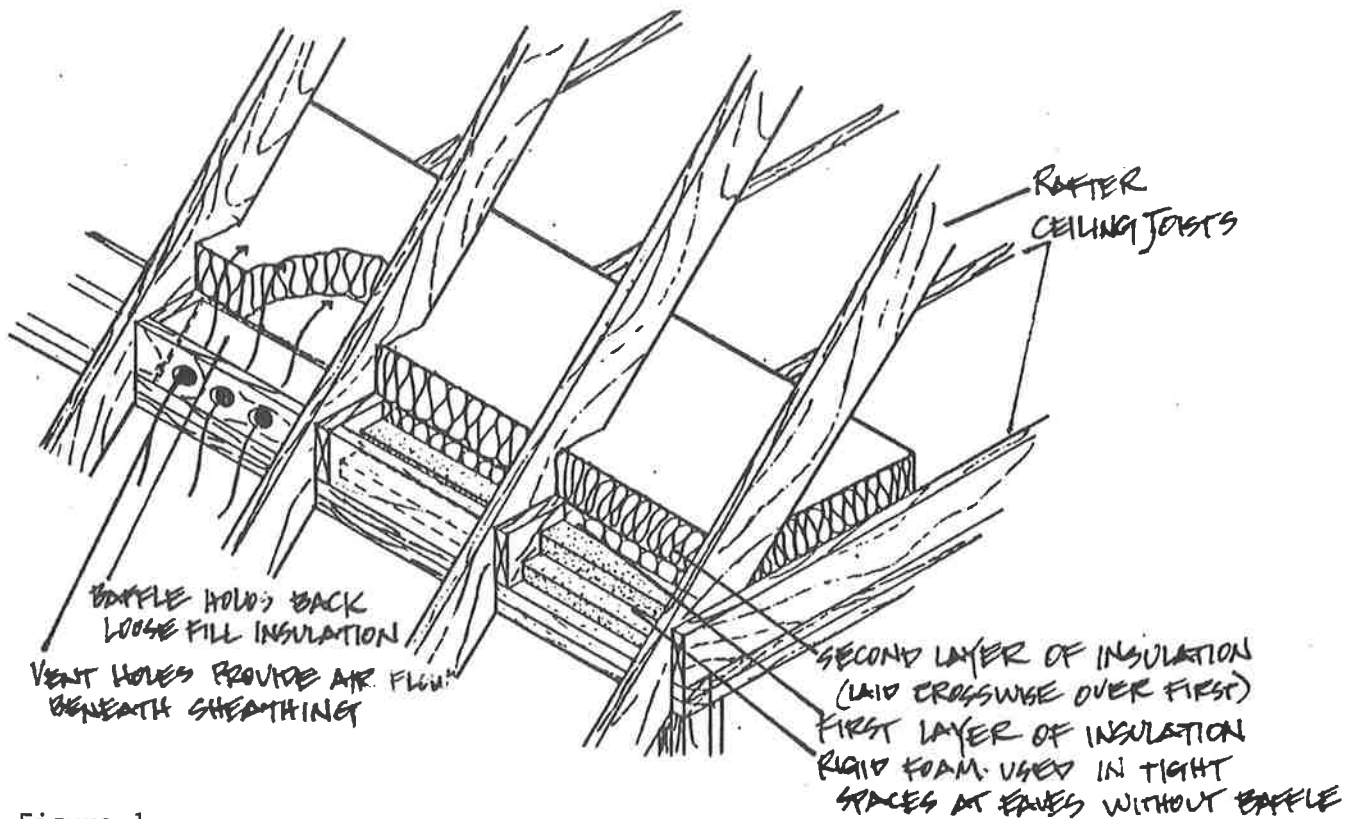 RAFTER
CEILING JOISTS
BAFFLE HOLDS BACK
LOOSE FILL INSULATION
VENT HOLES PROVIDE AIR FLOW
BENEATH SHEATHING
SECOND LAYER OF INSULATION
(LAID CROSSWISE OVER FIRST)
FIRST LAYER OF INSULATION
RIGID FOAM. USED IN TIGHT
SPACES AT EAVES WITHOUT BAFFLE
Figure 1